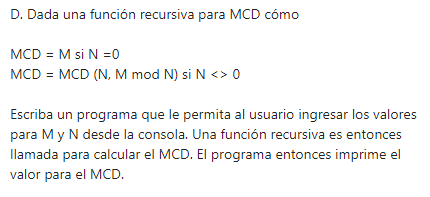 D. Dada una función recursiva para MCD cómo
MCD = M si N =0
MCD = MCD (N, M mod N) si N <> 0
Escriba un programa que le permita al usuario ingresar los valores
para M y N desde la consola. Una función recursiva es entonces
llamada para calcular el MCD. El programa entonces imprime el
valor para el MCD.